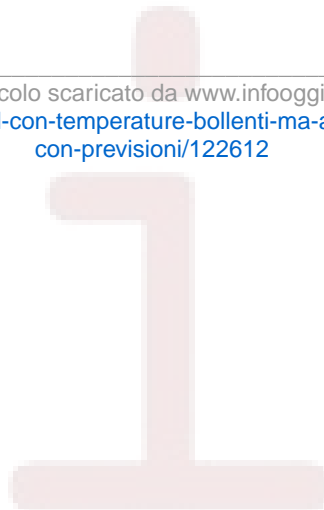 colo scaricato da www.infooggi
l-con-temperature-bollenti-ma-a
con-previsioni/122612